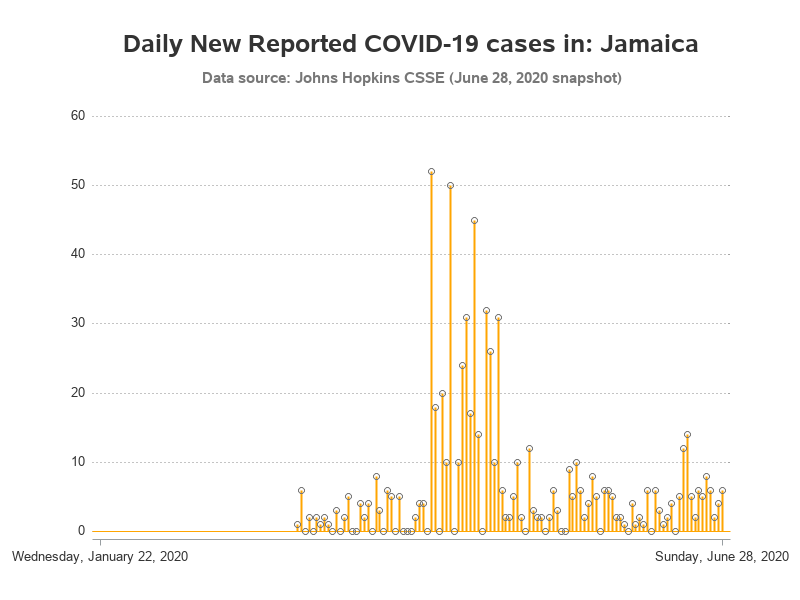 Daily New Reported COVID-19 cases in: Jamaica
Data source: Johns Hopkins CSSE (June 28, 2020 snapshot)
60
50
40
30
20
10
0
Wednesday, January 22, 2020
Sunday, June 28, 2020